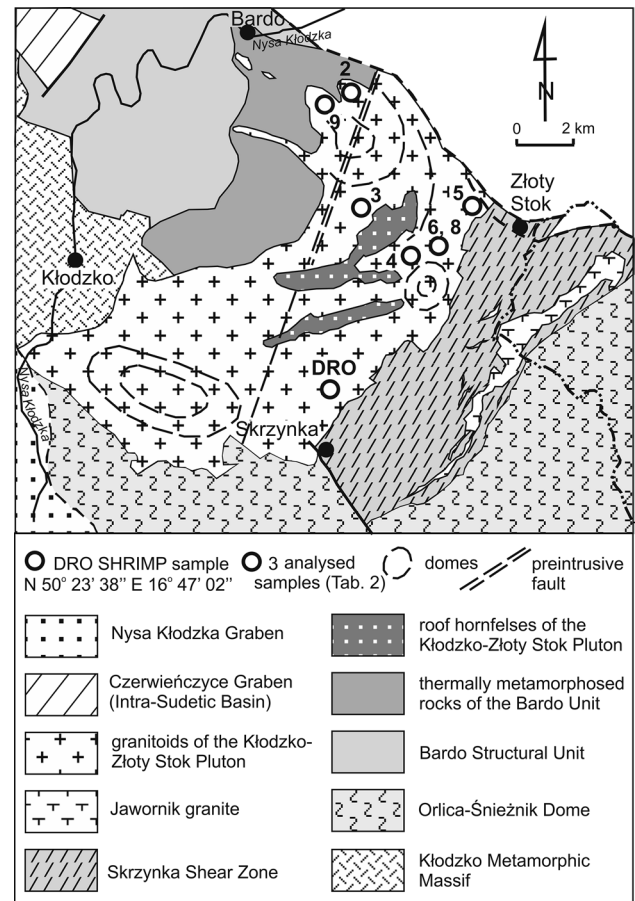 Bardo
Nysa Kłodzka
2
9
N
0 2 km
3
5
Złoty
Stok
6, 8
4
Kłodzko
DRO
Nysa Kłodzka
Skrzynka
DRO SHRIMP sample
N 50° 23' 38'' E 16° 47' 02''
3 analysed
samples (Tab. 2)
domes
preintrusive
fault
Nysa Kłodzka Graben
roof hornfelses of the
Kłodzko-Złoty Stok Pluton
Czerwieńczyce Graben
(Intra-Sudetic Basin)
thermally metamorphosed
rocks of the Bardo Unit
granitoids of the Kłodzko-
Złoty Stok Pluton
Bardo Structural Unit
Jawornik granite
Orlica-Śnieżnik Dome
Skrzynka Shear Zone
Kłodzko Metamorphic
Massif